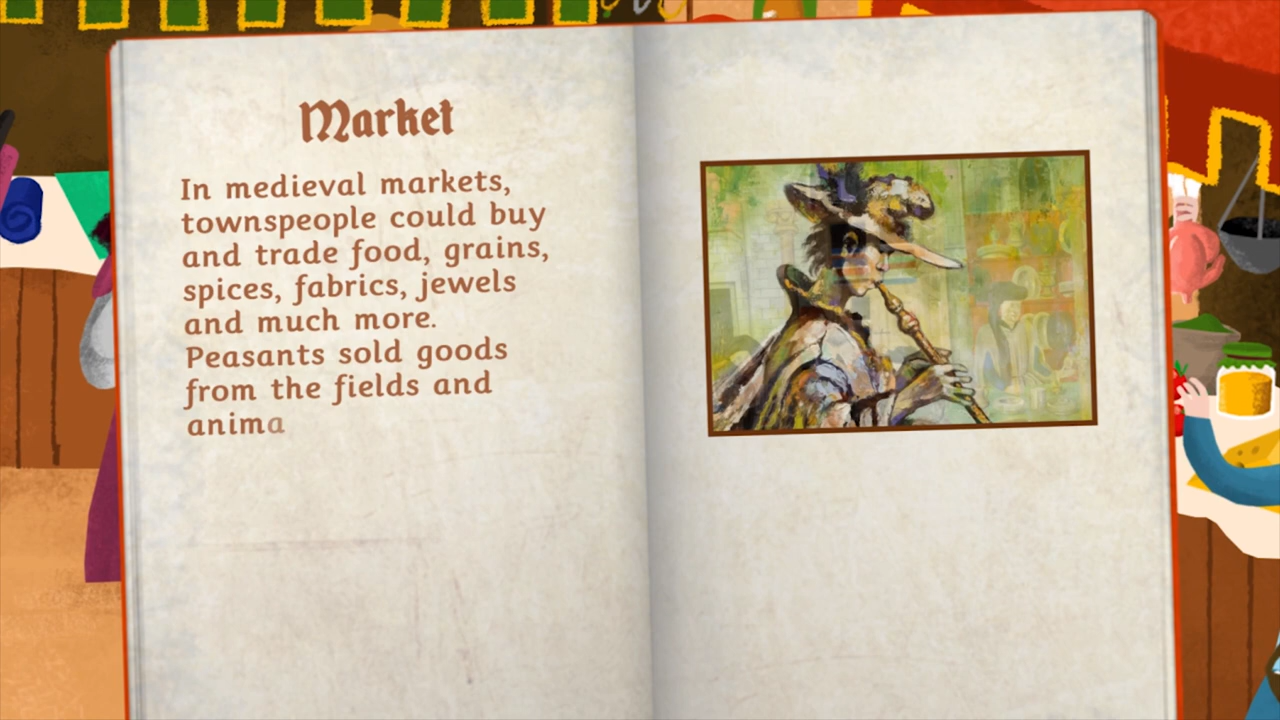 Market
In medieval markets,
townspeople could buy
and trade food, grains,
spices, fabrics, jewels
and much more.
Peasants sold goods
from the fields and
anima